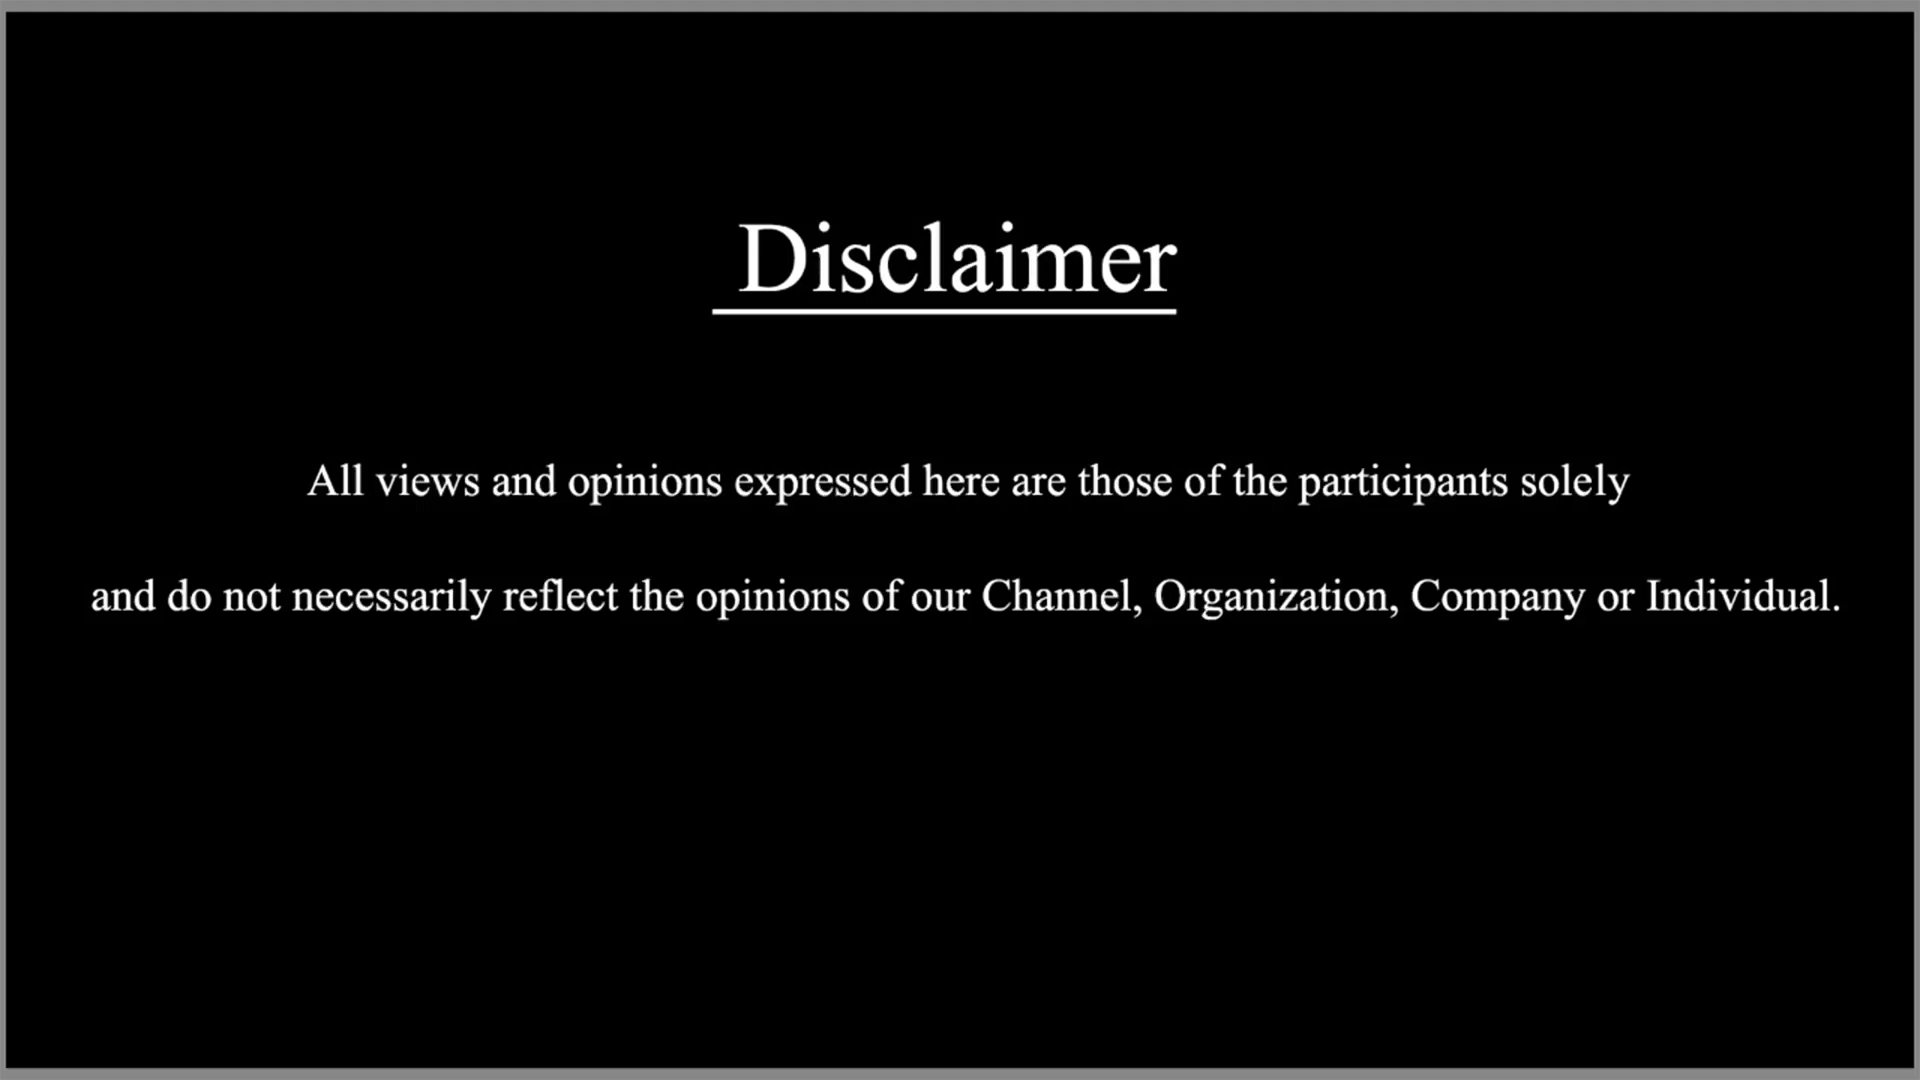 Disclaimer
All views and opinions expressed here are those of the participants solely
and do not necessarily reflect the opinions of our Channel, Organization, Company or Individual.